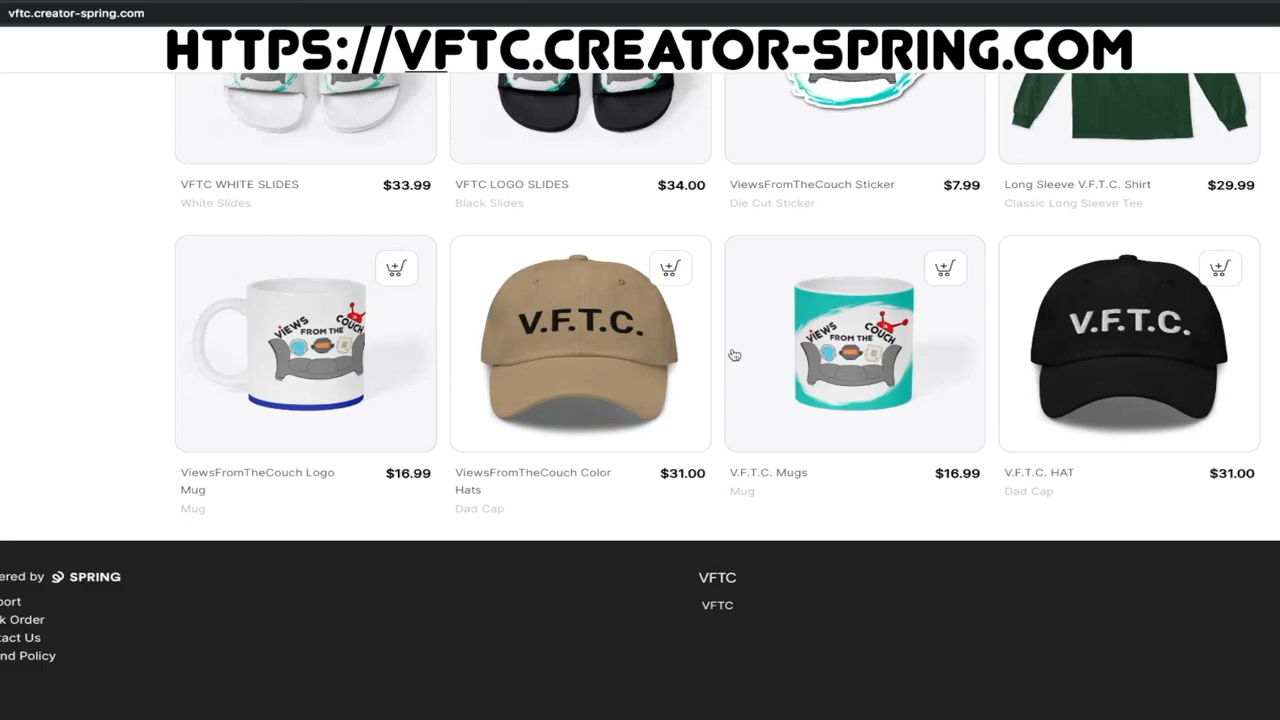 vftc.creator-spring.com
HTTPS://VFTC.CREATOR-SPRING.COM
VFTC WHITE SLIDES $33.99
White Slides
VFTC LOGO SLIDES $34.00
Black Slides
ViewsFromTheCouch Sticker $7.99
Die Cut Sticker
Long Sleeve V.F.T.C. Shirt $29.99
Classic Long Sleeve Tee
VIEWS FROM THE COUCH
V.F.T.C.
VIEWS FROM THE COUCH
V.F.T.C.
ViewsFromTheCouch Logo $16.99
Mug
Mug
ViewsFromTheCouch Color $31.00
Hats
Dad Cap
V.F.T.C. Mugs $16.99
Mug
V.F.T.C. HAT $31.00
Dad Cap
ered by SPRING
port
k Order
tact Us
nd Policy
VFTC
VFTC